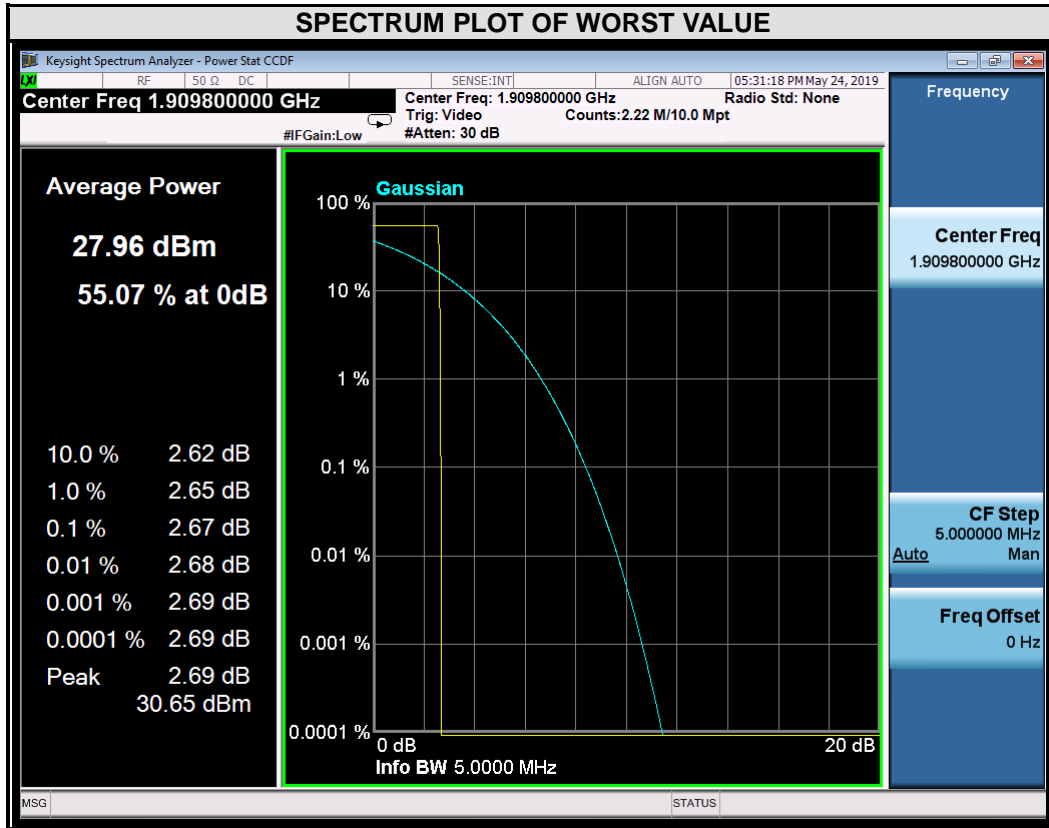 SPECTRUM PLOT OF WORST VALUE
Keysight Spectrum Analyzer - Power Stat CCDF
LXI RF 50 Ω DC SENSE:INT ALIGN AUTO 05:31:18 PM May 24, 2019
Center Freq 1.909800000 GHz
#IFGain:Low
Center Freq: 1.909800000 GHz Radio Std: None
Trig: Video Counts:2.22 M/10.0 Mpt
#Atten: 30 dB
Average Power
27.96 dBm
55.07 % at 0dB
10.0 % 2.62 dB
1.0 % 2.65 dB
0.1 % 2.67 dB
0.01 % 2.68 dB
0.001 % 2.69 dB
0.0001 % 2.69 dB
Peak 2.69 dB
30.65 dBm
Gaussian
100 %
10 %
1 %
0.1 %
0.01 %
0.001 %
0.0001 %
0 dB 20 dB
Info BW 5.0000 MHz
Frequency
Center Freq
1.909800000 GHz
CF Step
5.000000 MHz
Auto Man
Freq Offset
0 Hz
MSG STATUS